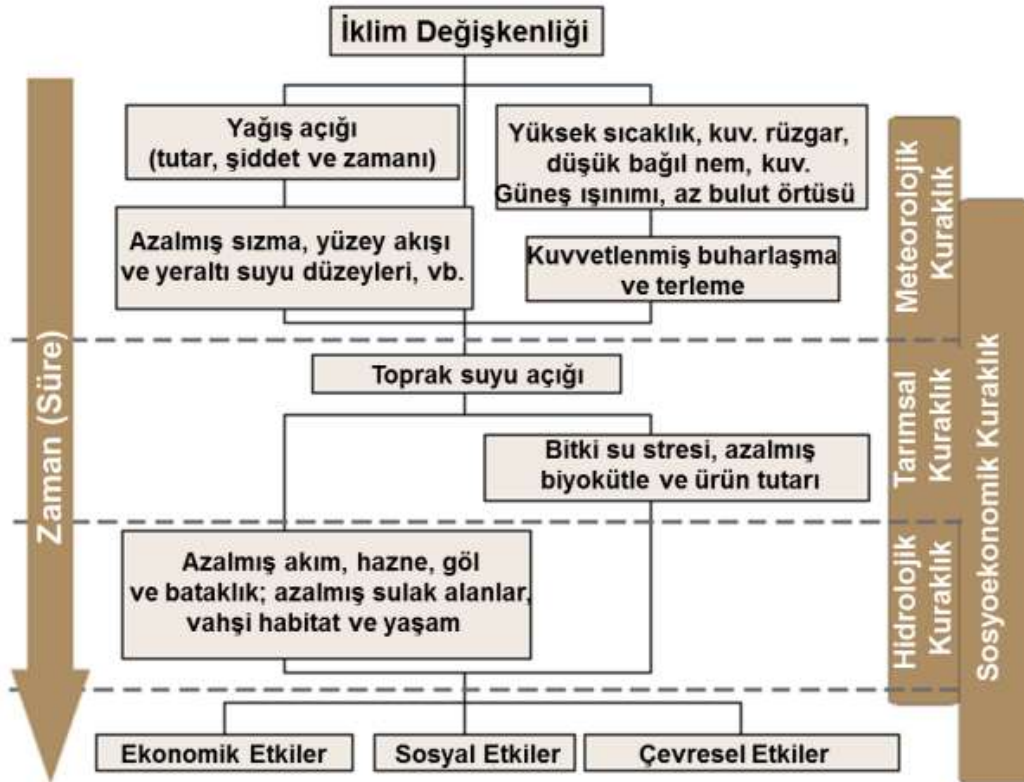 İklim Değişkenliği
Yağış açığı
(tutar, şiddet ve zamanı)
Yüksek sıcaklık, kuv. rüzgar,
düşük bağıl nem, kuv.
Güneş ışınımı, az bulut örtüsü
Azalmış sızma, yüzey akışı
ve yeraltı suyu düzeyleri, vb.
Kuvvetlenmiş buharlaşma
ve terleme
Toprak suyu açığı
Bitki su stresi, azalmış
biyokütle ve ürün tutarı
Azalmış akım, hazne, göl
ve bataklık; azalmış sulak alanlar,
vahşi habitat ve yaşam
Ekonomik Etkiler
Sosyal Etkiler
Çevresel Etkiler
Zaman (Süre)
Meteorolojik
Kuraklık
Tarımsal
Kuraklık
Hidrolojik
Kuraklık
Sosyoekonomik Kuraklık